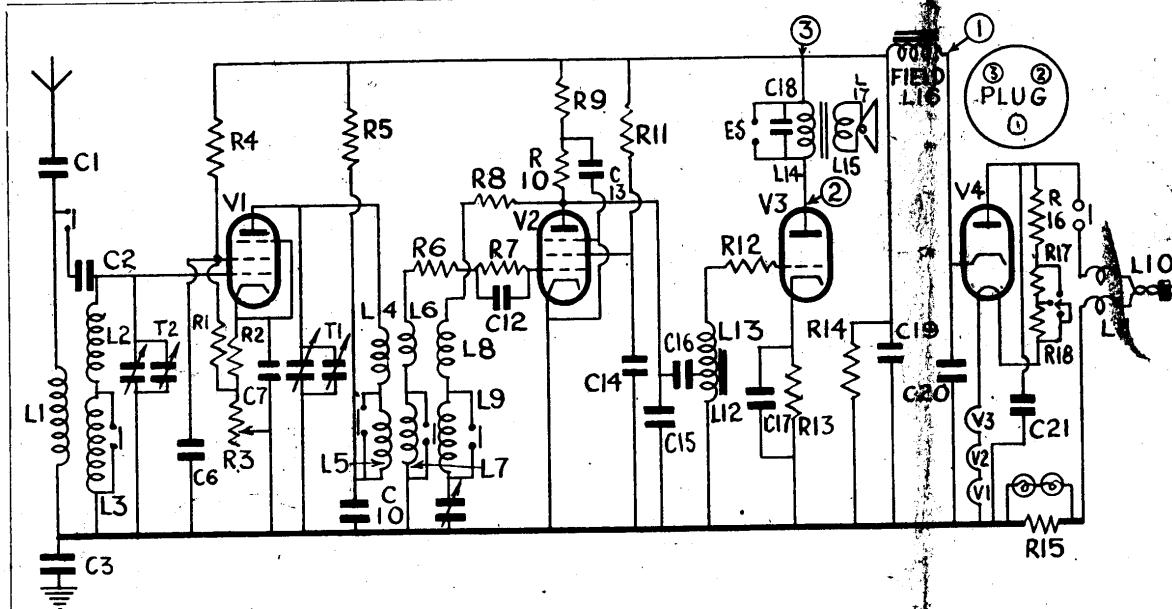 3
1
FIELD
L16
3 2
PLUG
1
C1
R4
R5
R9
R11
C18
L
17
ES
L14
L15
R
10
C
13
R8
V1
V2
V3
2
V4
R
16
1
R17
R18
L10
C2
R6
R7
C12
R12
L2
T2
R1
R2
T1
L4
L6
L8
L13
C16
R14
C19
C20
C14
C7
L1
1
L3
R3
C6
1
L5
1
L7
L9
1
C15
L12
C17
R13
V3
V2
V1
C21
C
10
C3
R15